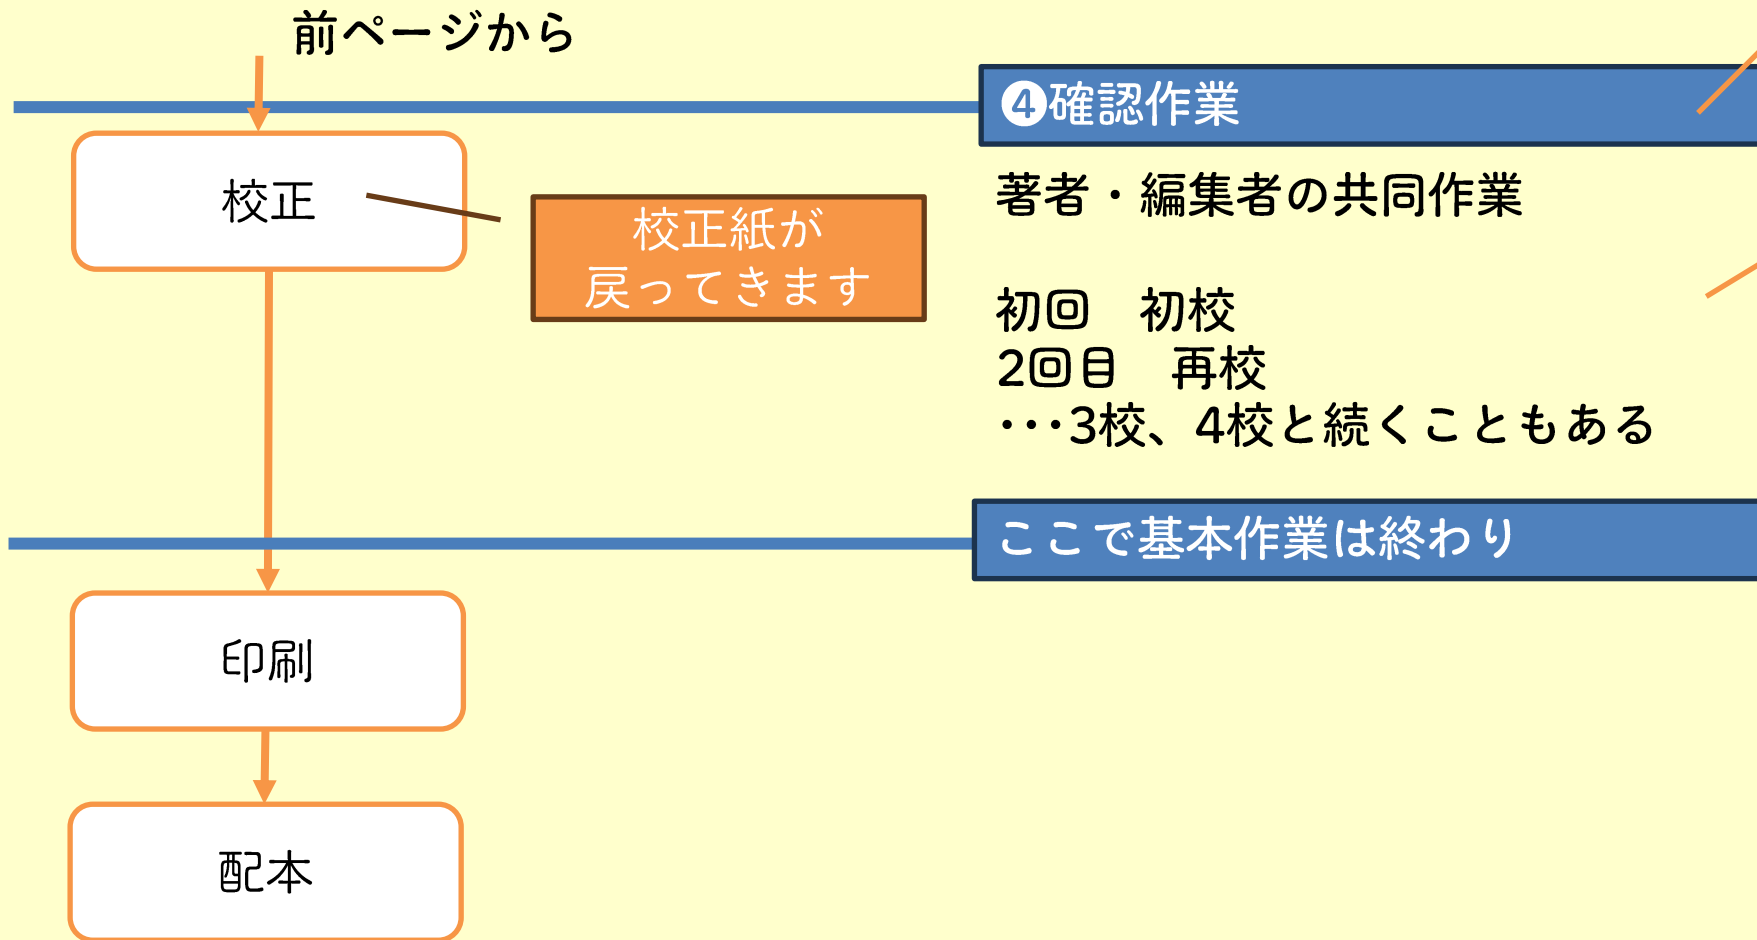 前ページから
❹確認作業
校正
著者・編集者の共同作業
校正紙が
戻ってきます
初回　初校
2回目　再校
･･･3校、4校と続くこともある
ここで基本作業は終わり
印刷
配本